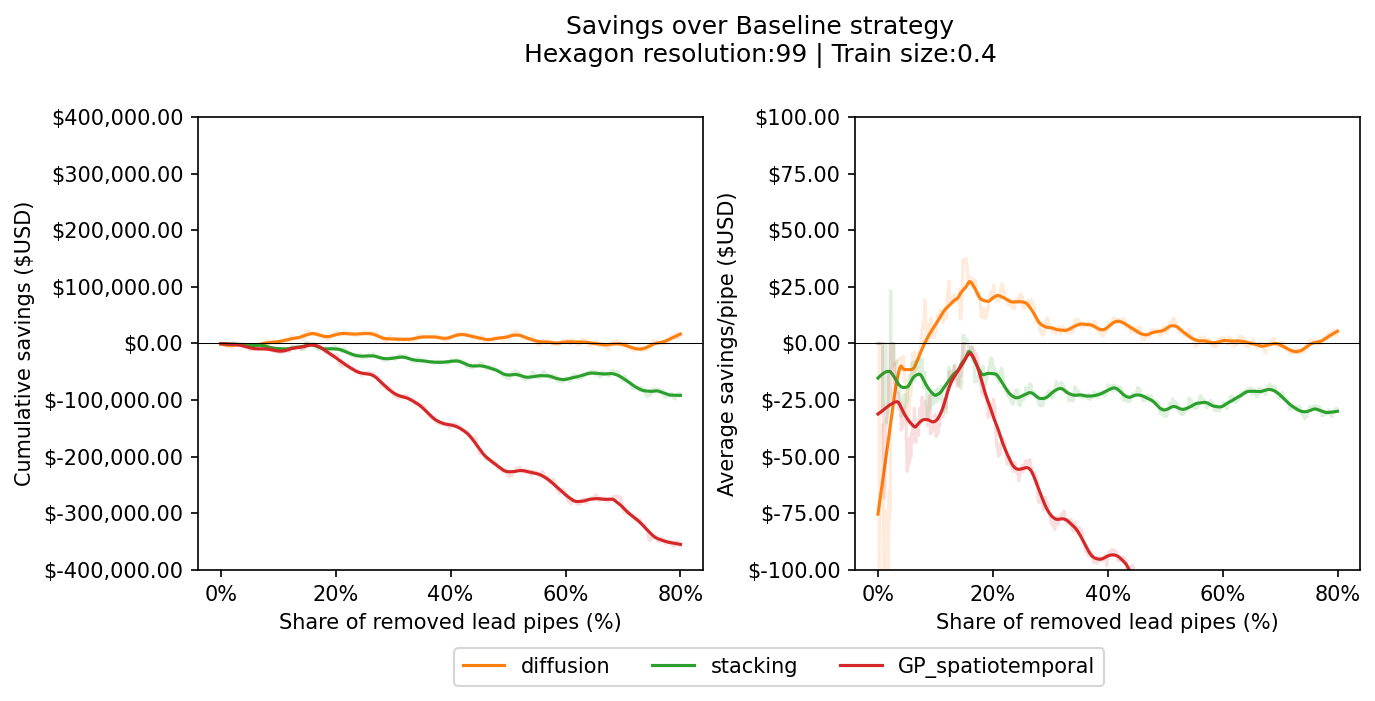 Savings over Baseline strategy
Hexagon resolution:99 | Train size:0.4
Cumulative savings ($USD)
$400,000.00
$300,000.00
$200,000.00
$100,000.00
$0.00
$-100,000.00
$-200,000.00
$-300,000.00
$-400,000.00
0% 20% 40% 60% 80%
Share of removed lead pipes (%)
Average savings/pipe ($USD)
$100.00
$75.00
$50.00
$25.00
$0.00
$-25.00
$-50.00
$-75.00
$-100.00
0% 20% 40% 60% 80%
Share of removed lead pipes (%)
diffusion stacking GP_spatiotemporal